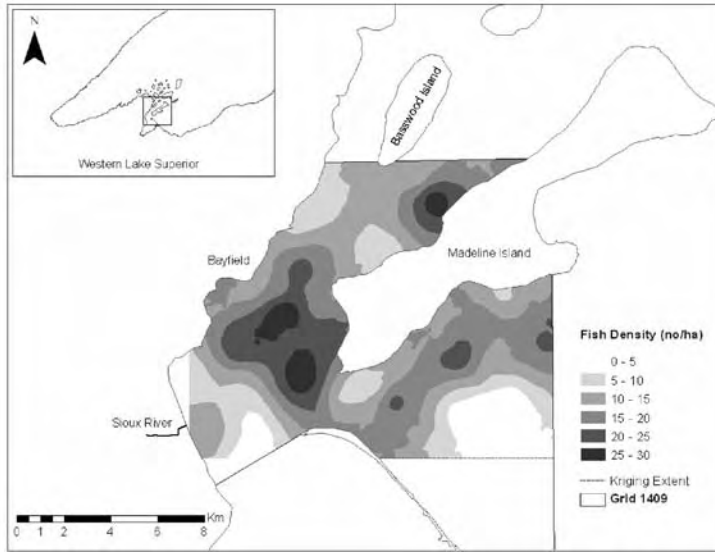 N
Western Lake Superior
Basswood Island
Madeline Island
Bayfield
Sioux River
Fish Density (no/ha)
0 - 5
5 - 10
10 - 15
15 - 20
20 - 25
25 - 30
Kriging Extent
Grid 1409
Km
0 1 2 4 6 8